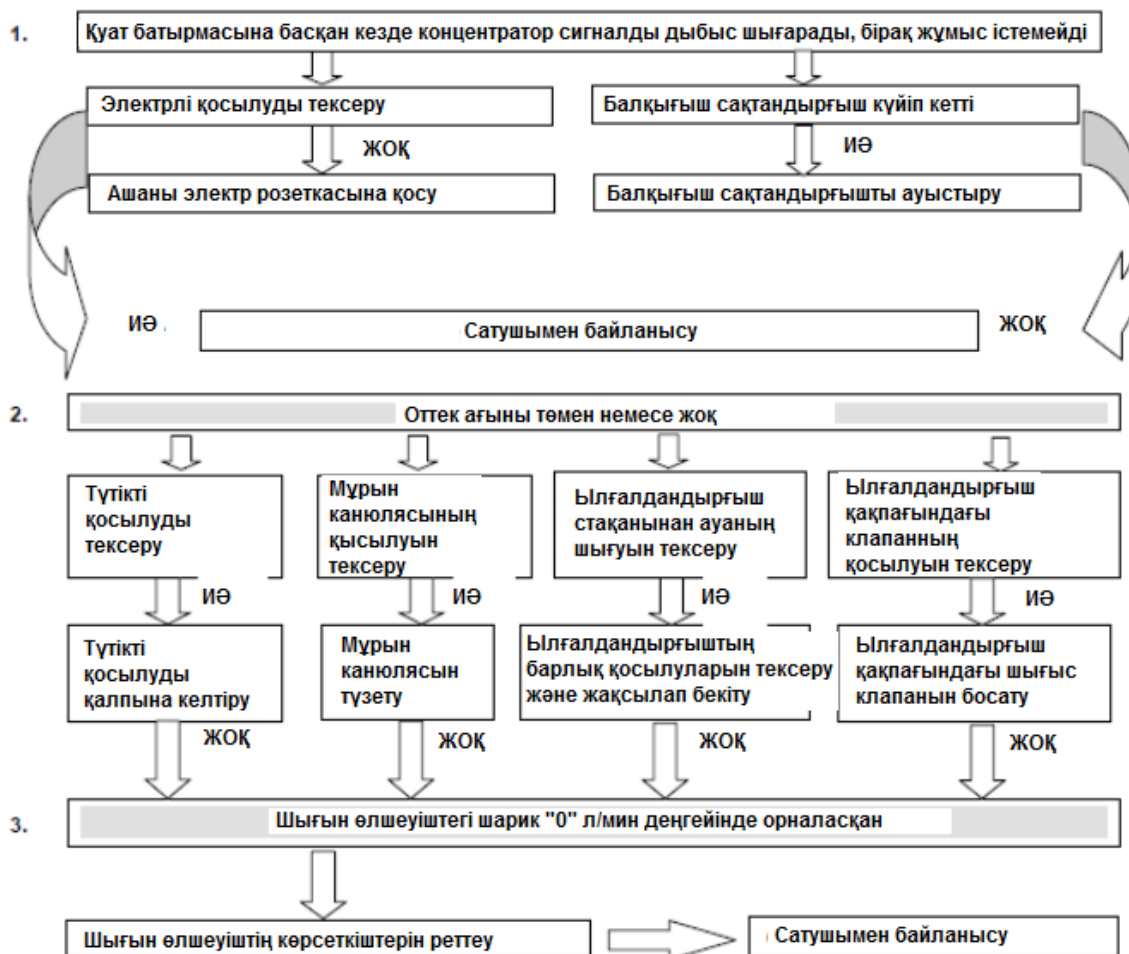 1. Қуат батырмасына басқан кезде концентратор сигналды дыбыс шығарады, бірақ жұмыс істемейді
Электрлі қосылуды тексеру
Балқығыш сақтандырғыш күйіп кетті
ЖОҚ
ИӘ
Ашаны электр розеткасына қосу
Балқығыш сақтандырғышты ауыстыру
ИӘ
Сатушымен байланысу
ЖОҚ
2. Оттек ағыны төмен немесе жоқ
Түтікті
қосылуды
тексеру
Мұрын
канюлясының
қысылуын
тексеру
Ылғалдандырғыш
стақанынан ауаның
шығуын тексеру
Ылғалдандырғыш
қақпағындағы
клапанның
қосылуын тексеру
ИӘ
ИӘ
ИӘ
ИӘ
Түтікті
қосылуды
қалпына келтіру
Мұрын
канюлясын
түзету
Ылғалдандырғыштың
барлық қосылуларын тексеру
және жақсылап бекіту
Ылғалдандырғыш
қақпағындағы шығыс
клапанын босату
ЖОҚ
ЖОҚ
ЖОҚ
ЖОҚ
3. Шығын өлшеуіштегі шарик "0" л/мин деңгейінде орналасқан
Шығын өлшеуіштің көрсеткіштерін реттеу
Сатушымен байланысу